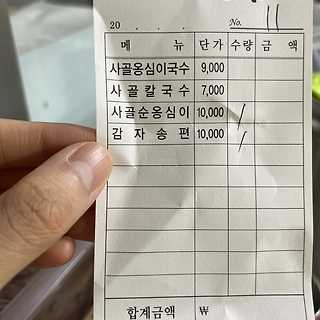 20 . . . No. 11
메 뉴 단가 수량 금 액
사골옹심이국수 9,000
사골칼국수 7,000
사골순옹심이 10,000 /
감자송편 10,000 /
합계금액 ₩